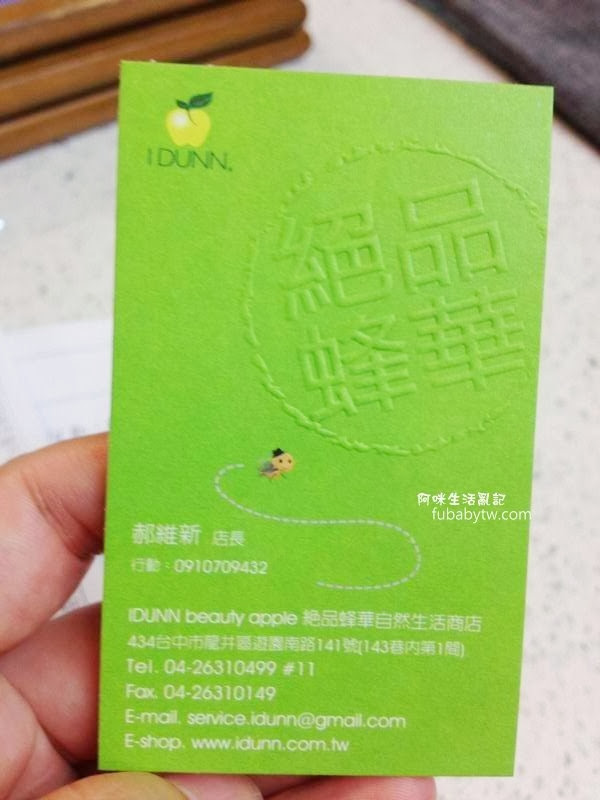 I DUNN®
絕品
蜂華
阿咪生活亂記
fubabytw.com
郝維新 店長
行動：0910709432
IDUNN beauty apple 絕品蜂華自然生活商店
434台中市龍井區遊園南路141號(143巷內第1間)
Tel. 04-26310499 #11
Fax. 04-26310149
E-mail. service.idunn@gmail.com
E-shop. www.idunn.com.tw